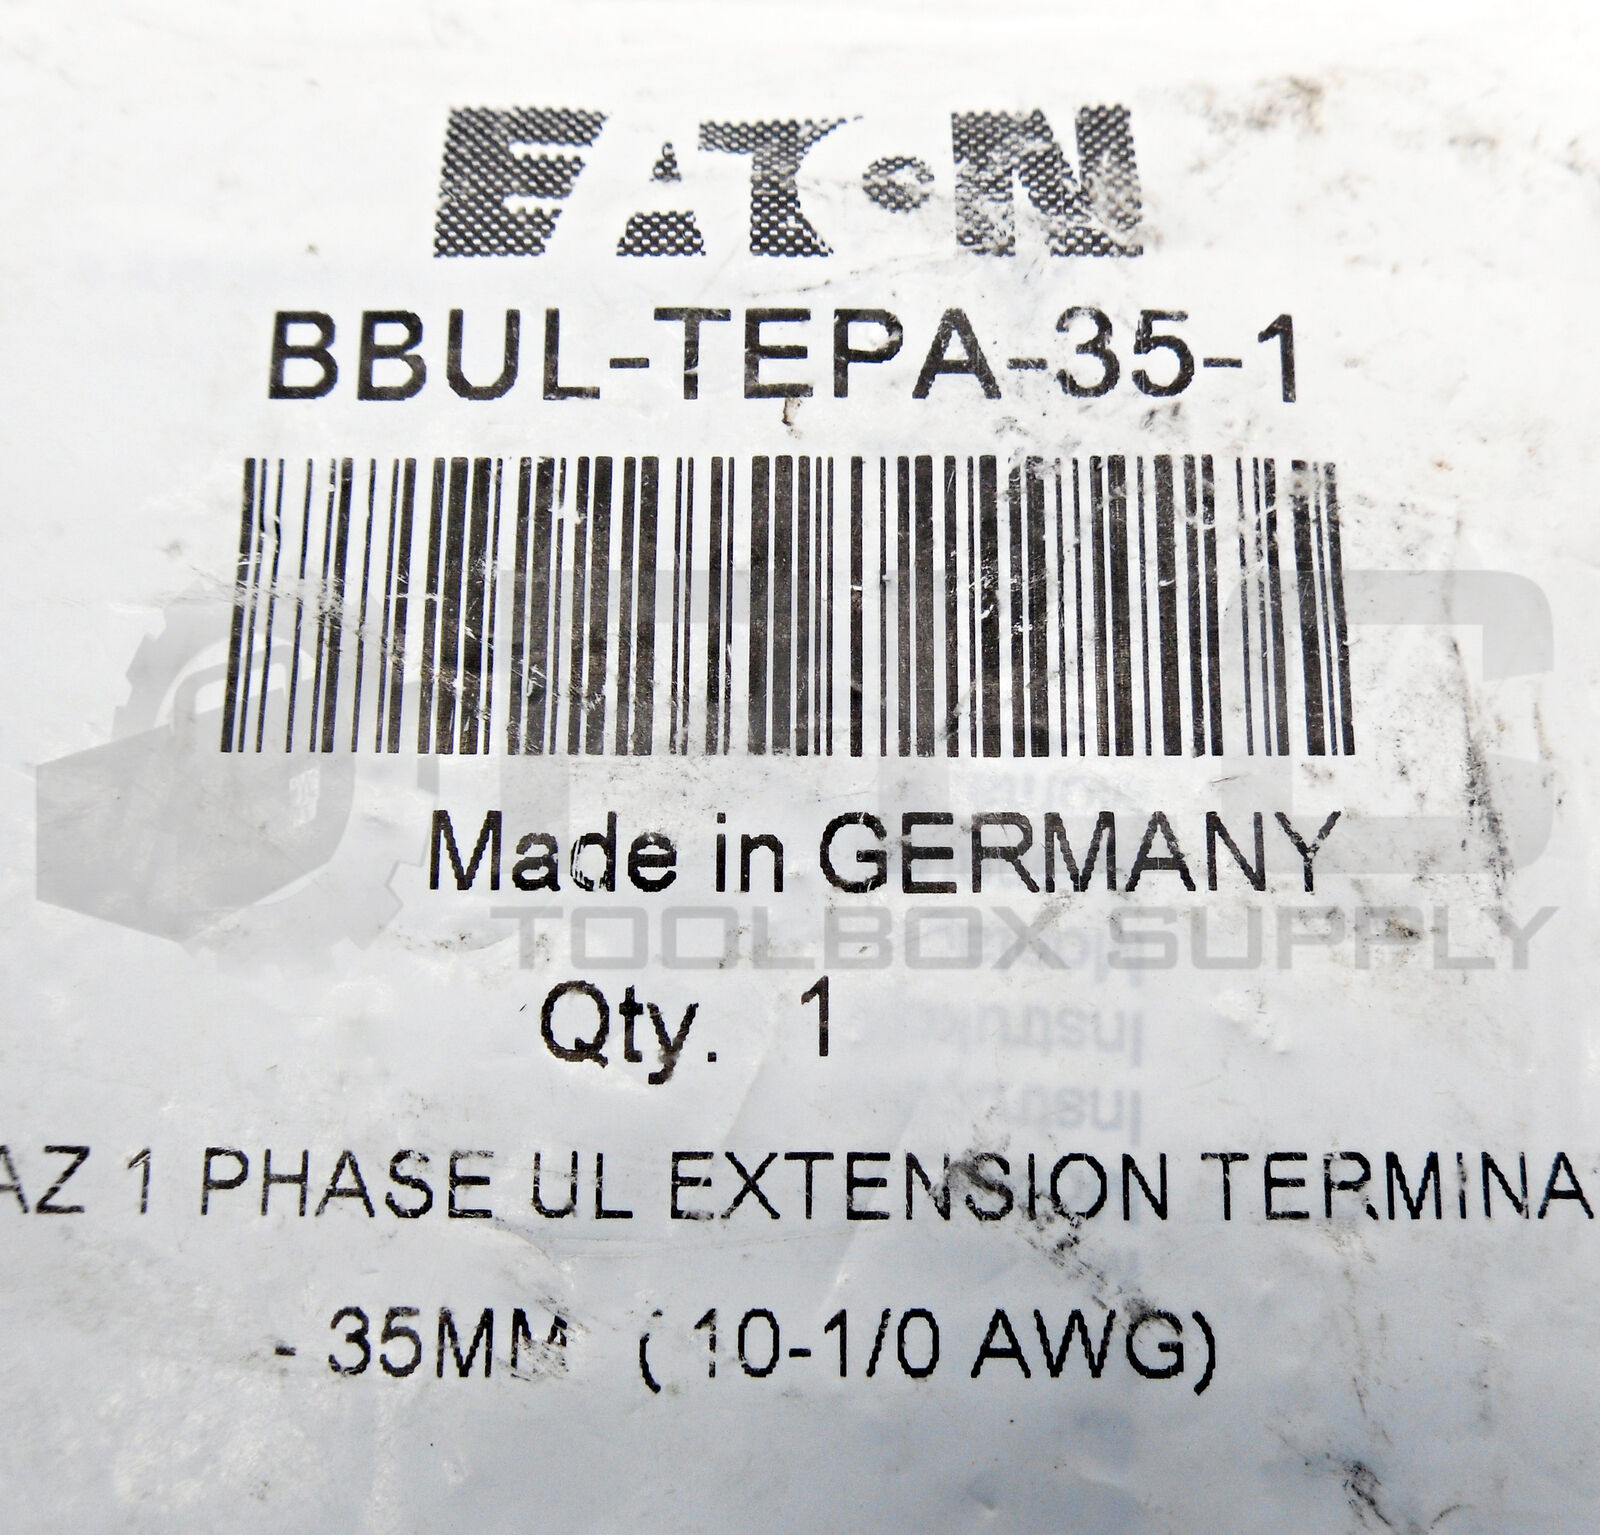 EATON
BBUL-TEPA-35-1
Made in GERMANY
TOOLBOX SUPPLY
Qty. 1
AZ 1 PHASE UL EXTENSION TERMINA
- 35MM ( 10-1/0 AWG)